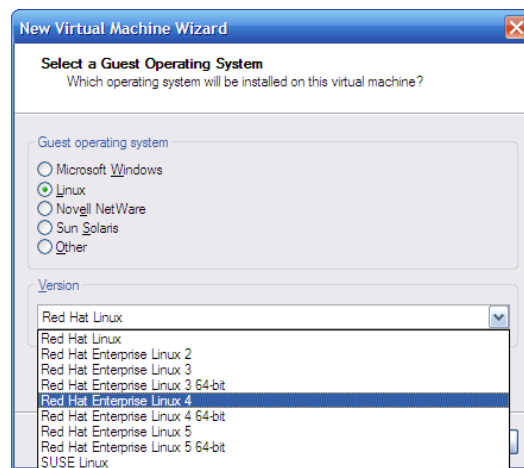 New Virtual Machine Wizard
Select a Guest Operating System
Which operating system will be installed on this virtual machine?
Guest operating system
Microsoft Windows
Linux
Novell NetWare
Sun Solaris
Other
Version
Red Hat Linux
Red Hat Linux
Red Hat Enterprise Linux 2
Red Hat Enterprise Linux 3
Red Hat Enterprise Linux 3 64-bit
Red Hat Enterprise Linux 4
Red Hat Enterprise Linux 4 64-bit
Red Hat Enterprise Linux 5
Red Hat Enterprise Linux 5 64-bit
SUSE Linux